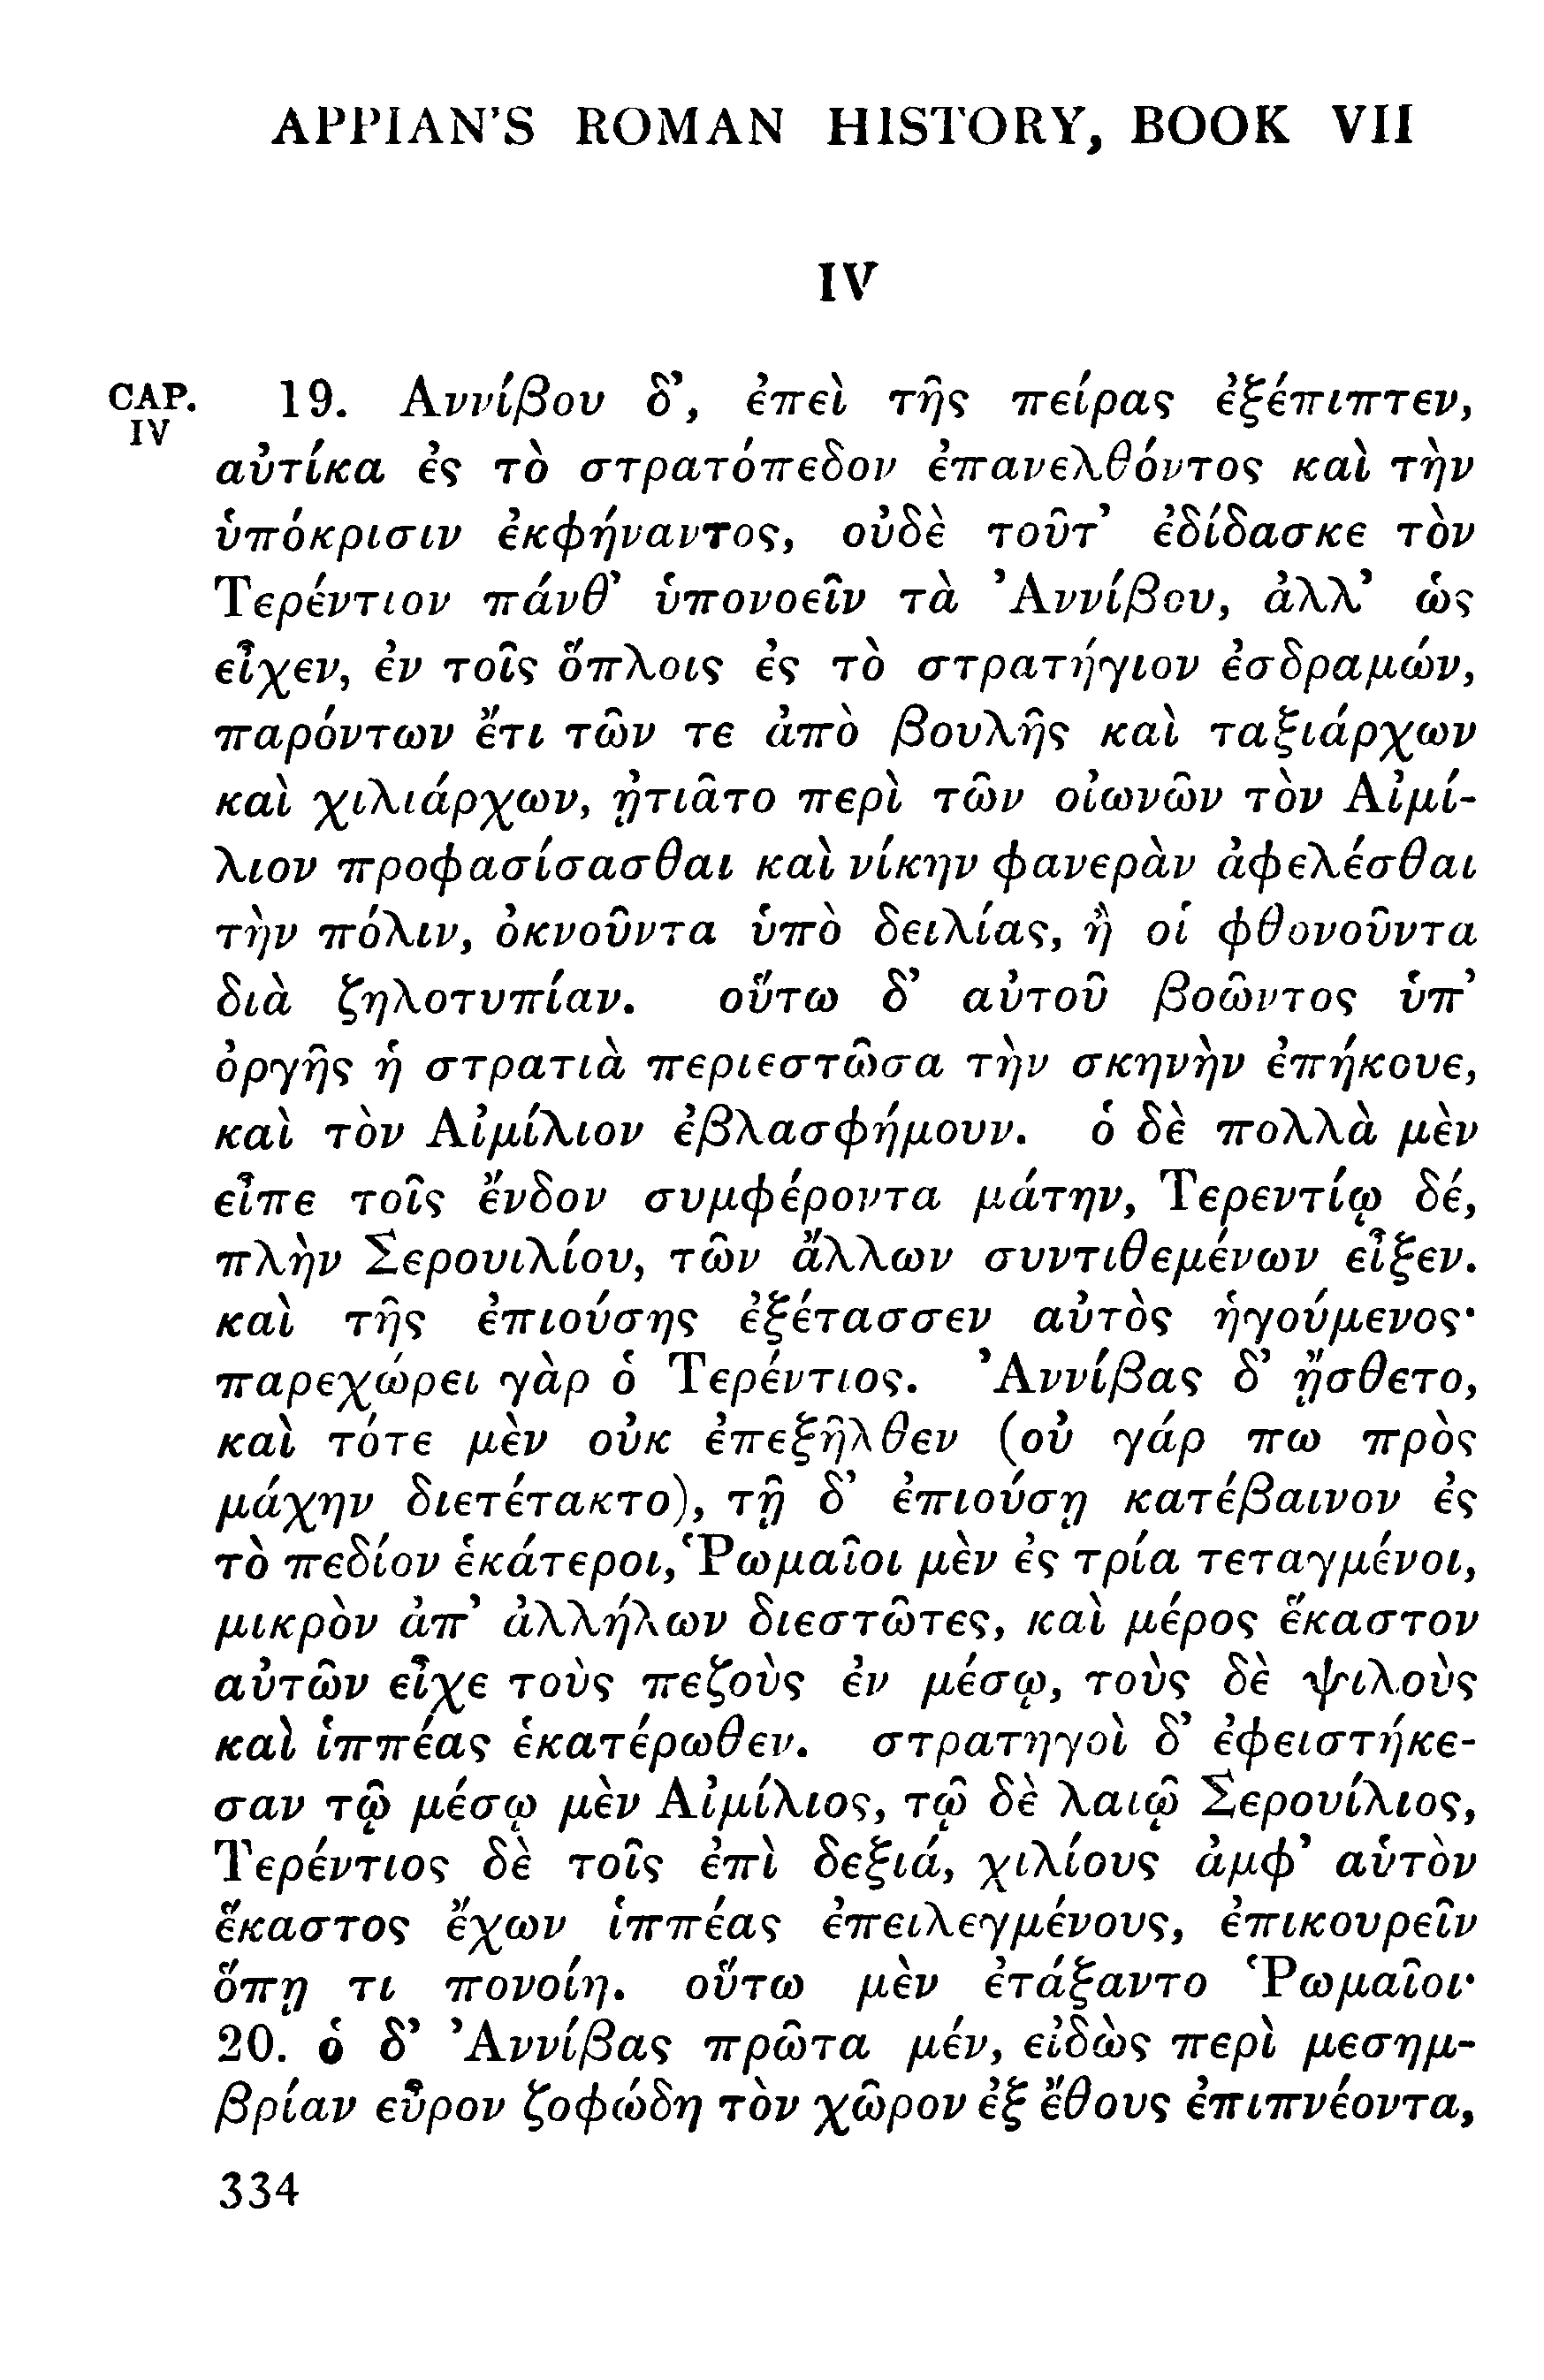 APPIAN'S ROMAN HISTORY, BOOK VII
IV
CAP. IV
19. Αννίβου δ', ἐπεὶ τῆς πείρας ἐξέπιπτεν,
αὐτίκα ἐς τὸ στρατόπεδον ἐπανελθόντος καὶ τὴν
ὑπόκρισιν ἐκφήναντος, οὐδὲ τοῦτ' ἐδίδασκε τὸν
Τερέντιον πάνθ' ὑπονοεῖν τὰ Ἀννίβου, ἀλλ' ὡς
εἶχεν, ἐν τοῖς ὅπλοις ἐς τὸ στρατήγιον ἐσδραμών,
παρόντων ἔτι τῶν τε ἀπὸ βουλῆς καὶ ταξιάρχων
καὶ χιλιάρχων, ᾐτιᾶτο περὶ τῶν οἰωνῶν τὸν Αἰμί-
λιον προφασίσασθαι καὶ νίκην φανερὰν ἀφελέσθαι
τὴν πόλιν, ὀκνοῦντα ὑπὸ δειλίας, ἢ οἱ φθονοῦντα
διὰ ζηλοτυπίαν. οὕτω δ' αὐτοῦ βοῶντος ὑπ'
ὀργῆς ἡ στρατιὰ περιεστῶσα τὴν σκηνὴν ἐπήκουε,
καὶ τὸν Αἰμίλιον ἐβλασφήμουν. ὁ δὲ πολλὰ μὲν
εἶπε τοῖς ἔνδον συμφέροντα μάτην, Τερεντίῳ δέ,
πλὴν Σερουιλίου, τῶν ἄλλων συντιθεμένων εἶξεν.
καὶ τῆς ἐπιούσης ἐξέτασσεν αὐτὸς ἡγούμενος·
παρεχώρει γὰρ ὁ Τερέντιος. Ἀννίβας δ' ᾔσθετο,
καὶ τότε μὲν οὐκ ἐπεξῆλθεν (οὐ γάρ πω πρὸς
μάχην διετέτακτο), τῇ δ' ἐπιούσῃ κατέβαινον ἐς
τὸ πεδίον ἑκάτεροι, Ῥωμαῖοι μὲν ἐς τρία τεταγμένοι,
μικρὸν ἀπ' ἀλλήλων διεστῶτες, καὶ μέρος ἕκαστον
αὐτῶν εἶχε τοὺς πεζοὺς ἐν μέσῳ, τοὺς δὲ ψιλοὺς
καὶ ἱππέας ἑκατέρωθεν. στρατηγοὶ δ' ἐφειστήκε-
σαν τῷ μέσῳ μὲν Αἰμίλιος, τῷ δὲ λαιῷ Σερουίλιος,
Τερέντιος δὲ τοῖς ἐπὶ δεξιά, χιλίους ἀμφ' αὑτὸν
ἕκαστος ἔχων ἱππέας ἐπειλεγμένους, ἐπικουρεῖν
ὅπῃ τι πονοίη. οὕτω μὲν ἐτάξαντο Ῥωμαῖοι·
20. ὁ δ' Ἀννίβας πρῶτα μέν, εἰδὼς περὶ μεσημ-
βρίαν εὖρον ζοφώδη τὸν χῶρον ἐξ ἔθους ἐπιπνέοντα,
334